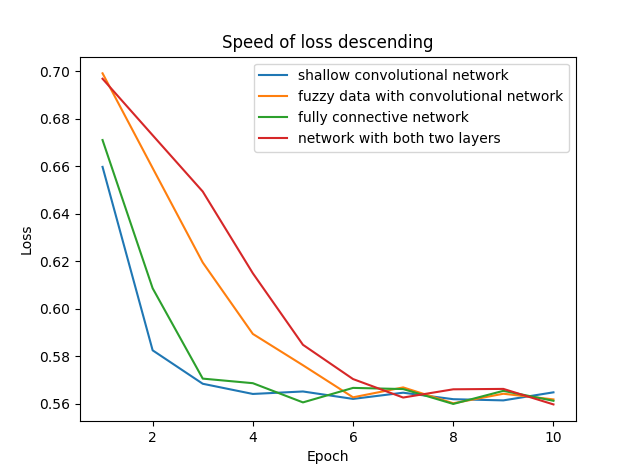 Speed of loss descending
shallow convolutional network
fuzzy data with convolutional network
fully connective network
network with both two layers
Loss
0.70
0.68
0.66
0.64
0.62
0.60
0.58
0.56
2
4
6
8
10
Epoch